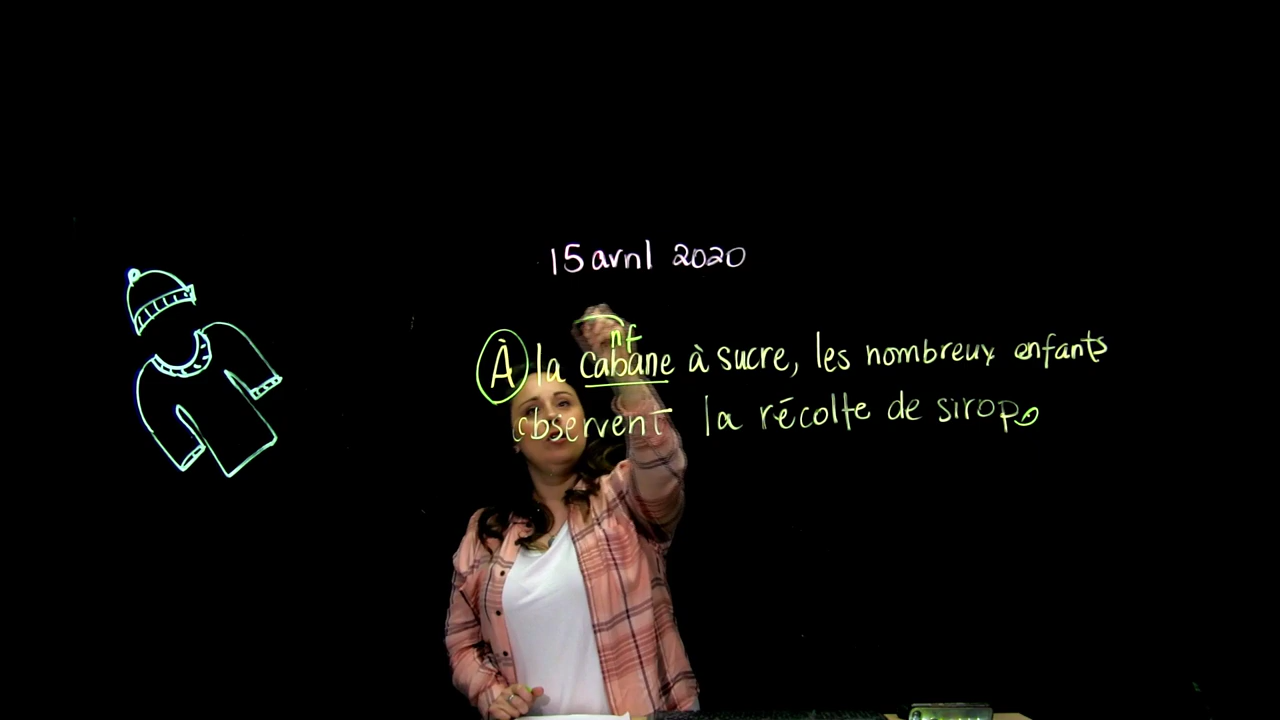 15 avril 2020
nf
À la cabane à sucre, les nombreux enfants
observent la récolte de sirop.